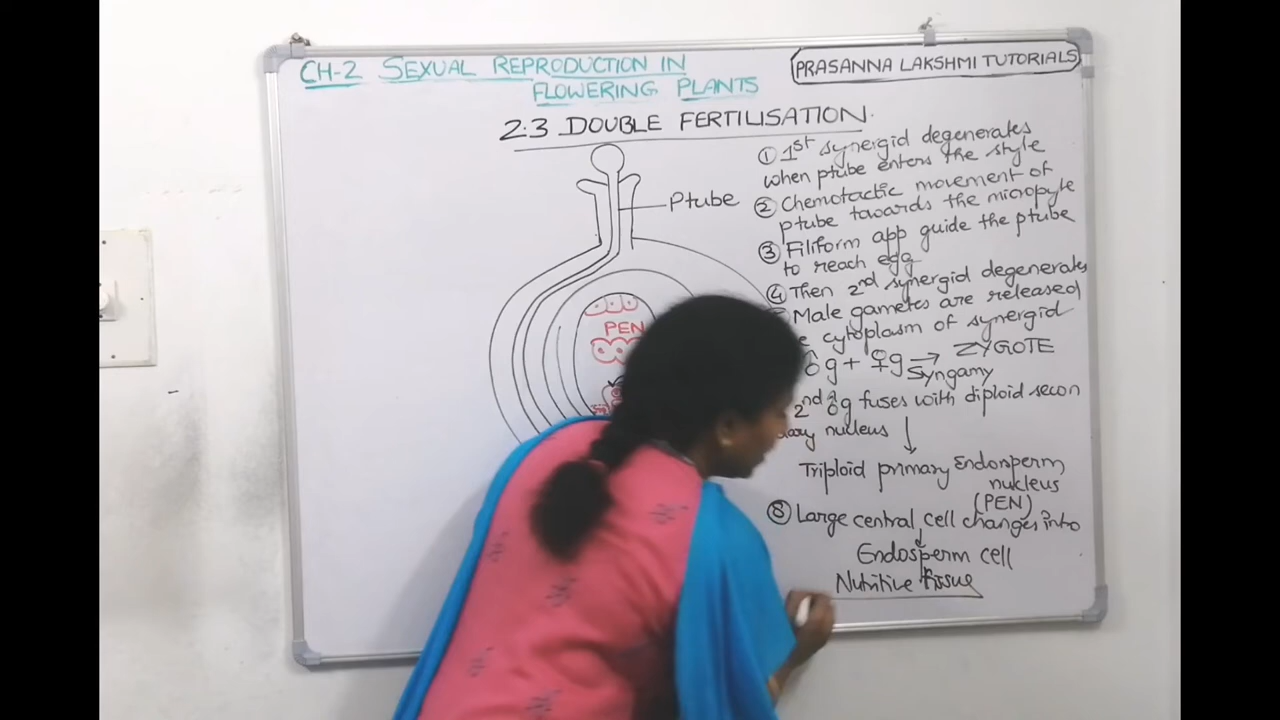 CH-2 SEXUAL REPRODUCTION IN
FLOWERING PLANTS
PRASANNA LAKSHMI TUTORIALS
2.3 DOUBLE FERTILISATION.
Ptube
PEN
① 1st synergid degenerates
when ptube enters the style
② Chemotactic movement of
ptube towards the micropyle
③ Filiform app guide the ptube
to reach egg
④ Then 2nd synergid degenerates
Male gametes are released
cytoplasm of synergid
♂g + ♀g → ZYGOTE
Syngamy
2nd ♂g fuses with diploid secon
dary nucleus
Triploid primary Endosperm
nucleus
(PEN)
⑧ Large central cell changes into
Endosperm cell
Nutritive tissue